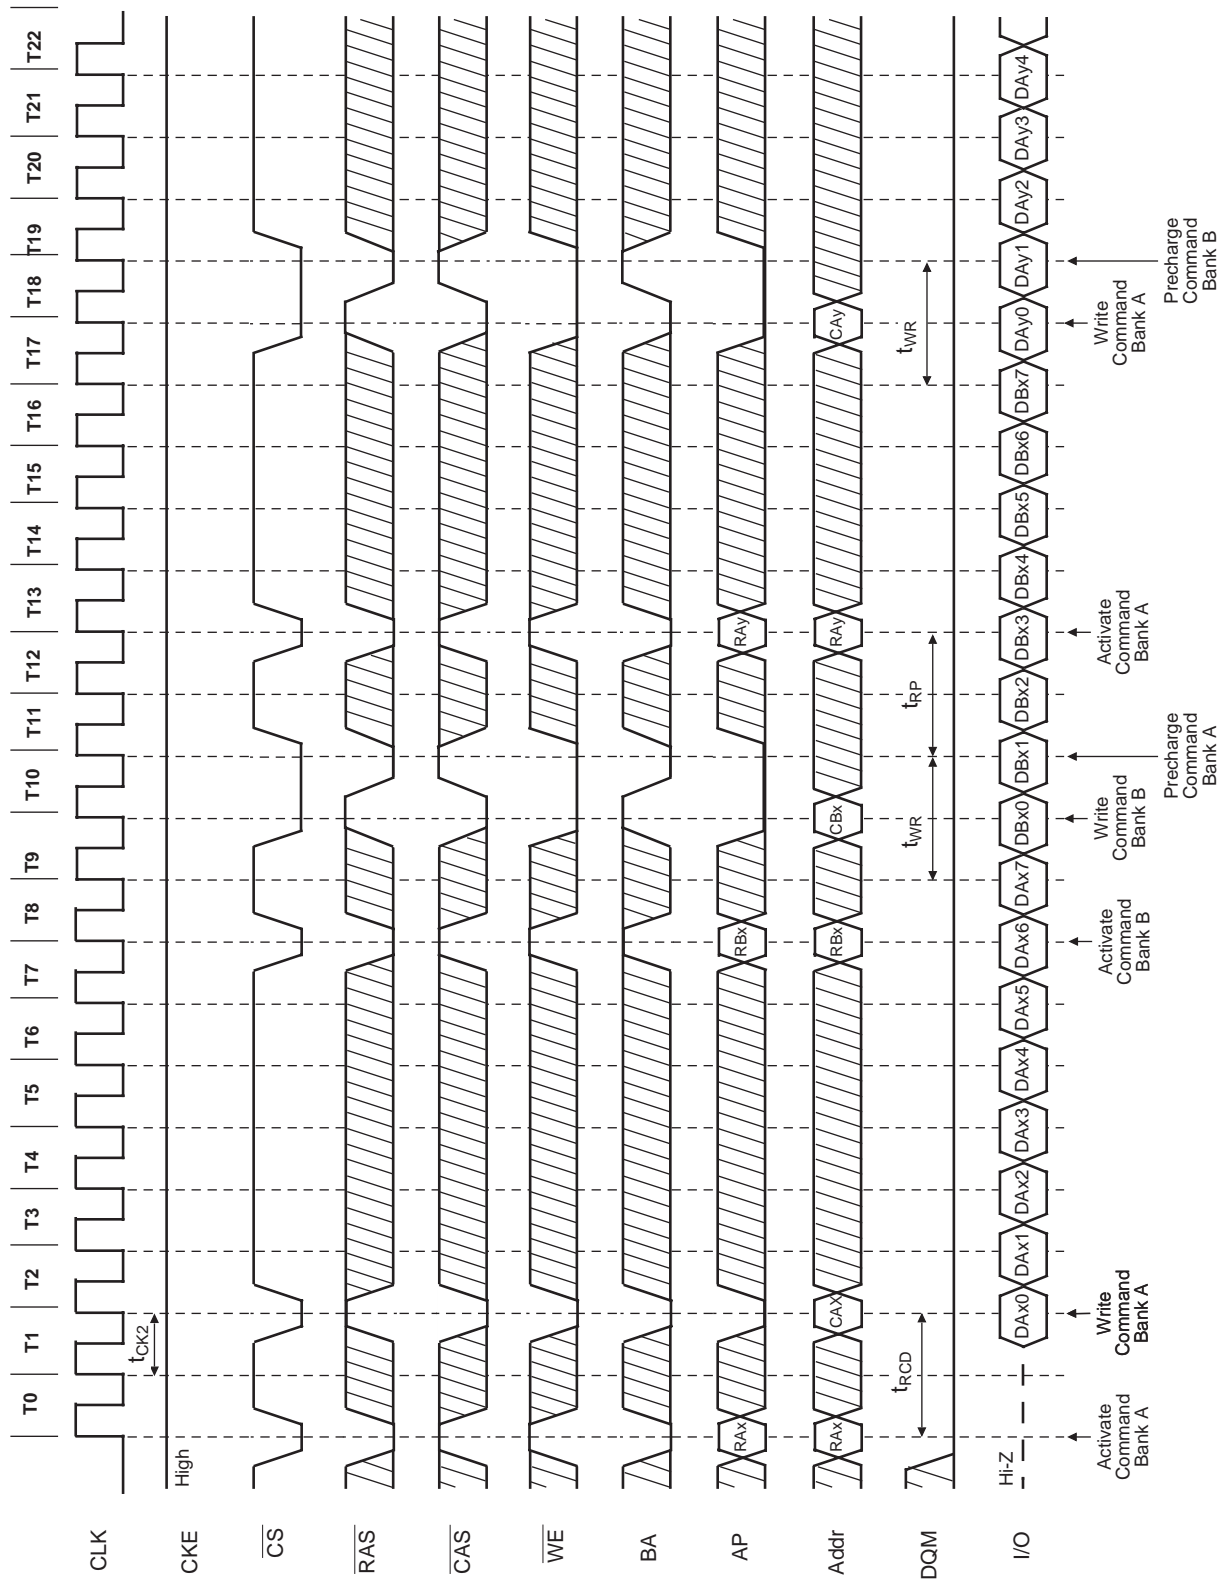 T0 T1 T2 T3 T4 T5 T6 T7 T8 T9 T10 T11 T12 T13 T14 T15 T16 T17 T18 T19 T20 T21 T22
CLK
tCK2
CKE
High
CS
RAS
CAS
WE
BA
AP
RAx RBx RAy
Addr
RAx CAX RBx CBx RAy CAy
DQM
tRCD tWR tRP tWR
I/O
Hi-Z
DAx0 DAx1 DAx2 DAx3 DAx4 DAx5 DAx6 DAx7 DBx0 DBx1 DBx2 DBx3 DBx4 DBx5 DBx6 DBx7 DAy0 DAy1 DAy2 DAy3 DAy4
Activate
Command
Bank A
Write
Command
Bank A
Activate
Command
Bank B
Write
Command
Bank B
Precharge
Command
Bank A
Activate
Command
Bank A
Write
Command
Bank A
Precharge
Command
Bank B